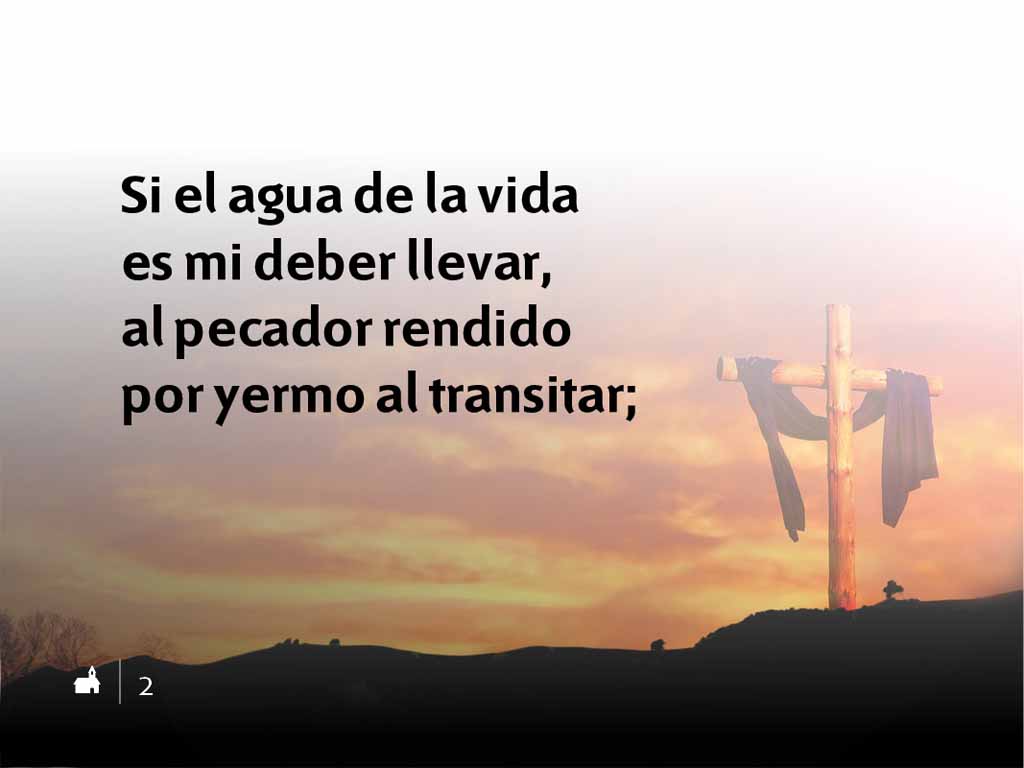 Si el agua de la vida
es mi deber llevar,
al pecador rendido
por yermo al transitar;
2